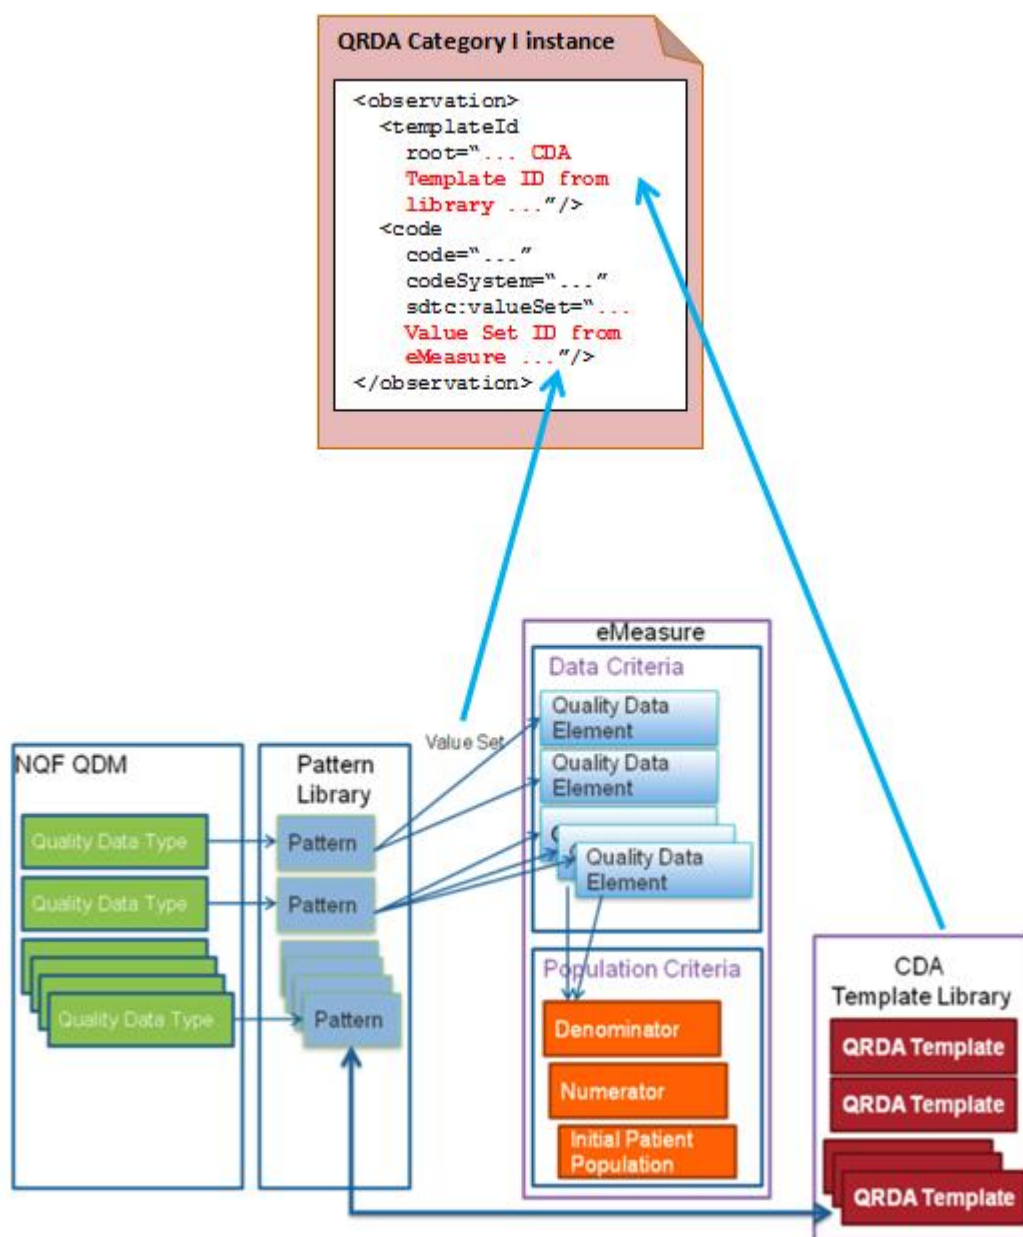 QRDA Category I instance
<observation>
<templateId
root=“... CDA
Template ID from
library ...”/>
<code
code=“...”
codeSystem=“...”
sdtc:valueSet=“...
Value Set ID from
eMeasure ...”/>
</observation>
eMeasure
Data Criteria
Quality Data
Element
Quality Data
Element
Quality Data
Element
Value Set
NQF QDM
Quality Data Type
Quality Data Type
Quality Data Type
Pattern
Library
Pattern
Pattern
Pattern
Population Criteria
Denominator
Numerator
Initial Patient
Population
CDA
Template Library
QRDA Template
QRDA Template
QRDA Template